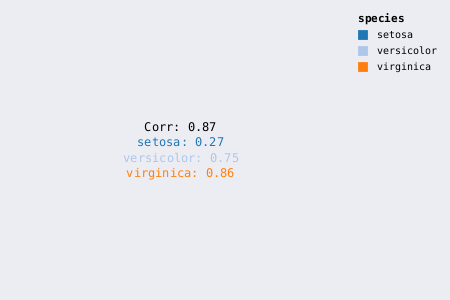 species
setosa
versicolor
virginica
Corr: 0.87
setosa: 0.27
versicolor: 0.75
virginica: 0.86